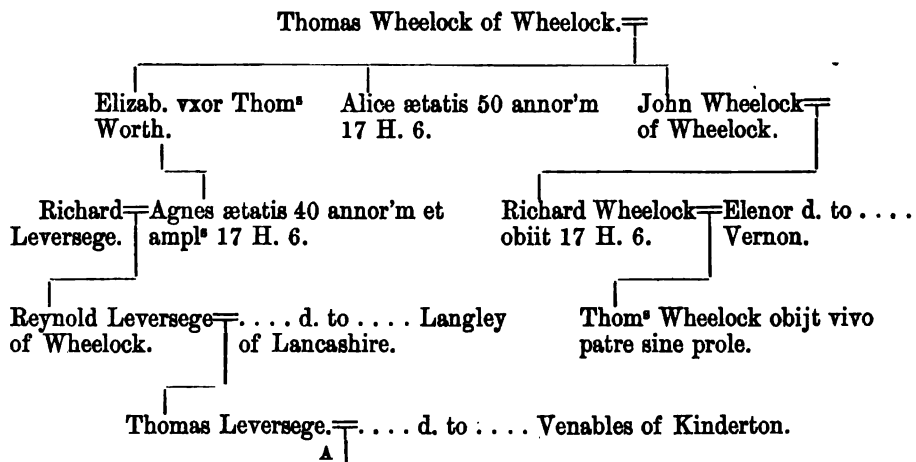 Thomas Wheelock of Wheelock.
Elizab. vxor Thomˢ
Worth.
Alice ætatis 50 annor'm
17 H. 6.
John Wheelock
of Wheelock.
Richard
Leversege.
Agnes ætatis 40 annor'm et
amplˢ 17 H. 6.
Richard Wheelock
obiit 17 H. 6.
Elenor d. to . . . .
Vernon.
Reynold Leversege
of Wheelock.
. . . . d. to . . . . Langley
of Lancashire.
Thomˢ Wheelock obijt vivo
patre sine prole.
Thomas Leversege.
. . . . d. to . . . . Venables of Kinderton.
A